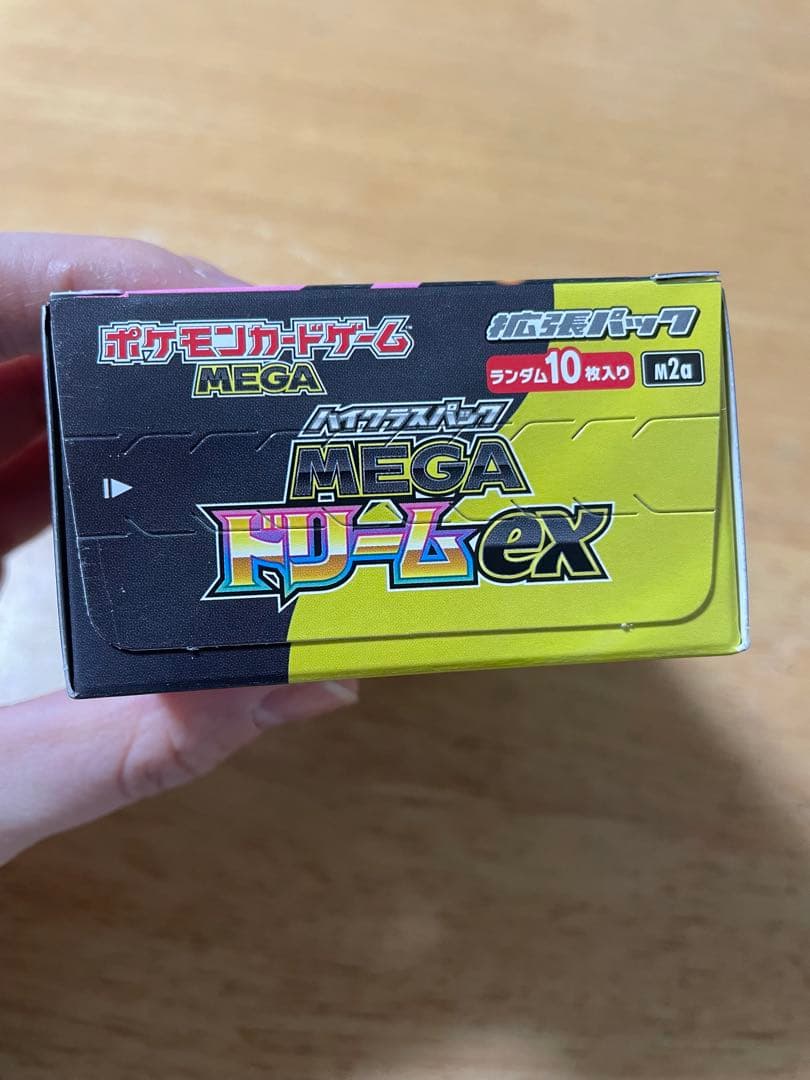 ポケモンカードゲーム™
MEGA
拡張パック
ランダム10枚入り
M2a
ハイクラスパック
MEGA
ドリームex